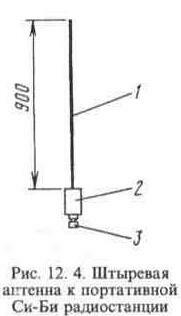 900
1
2
3
Рис. 12. 4. Штыревая
антенна к портативной
Си-Би радиостанции